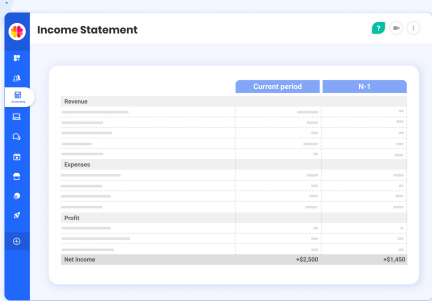 Income Statement
?
Current period N-1
Revenue
Accounting
Expenses
Profit
Net income +$2,500 +$1,450